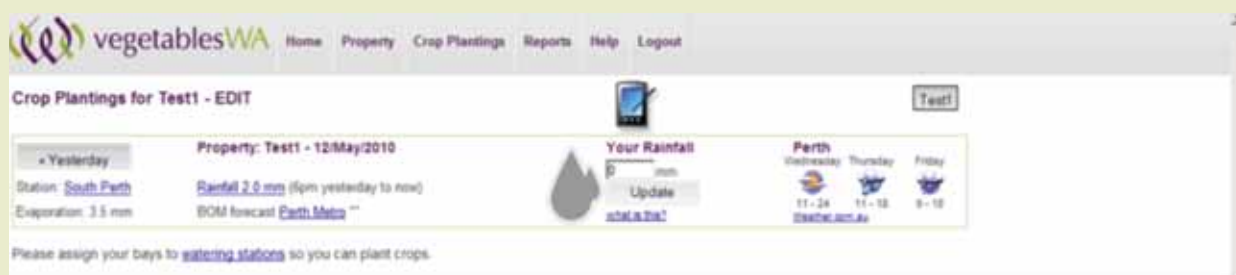 vegetablesWA Home Property Crop Plantings Reports Help Logout
Crop Plantings for Test1 - EDIT
Test1
« Yesterday
Property: Test1 - 12/May/2010
Your Rainfall
Perth
Wednesday Thursday Friday
Station: South Perth
Rainfall 2.0 mm (6pm yesterday to now)
0 mm
Update
Evaporation: 3.5 mm
BOM forecast Perth Metro **
what is this?
11 - 24 11 - 18
Weather.com.au
Please assign your bays to watering stations so you can plant crops.